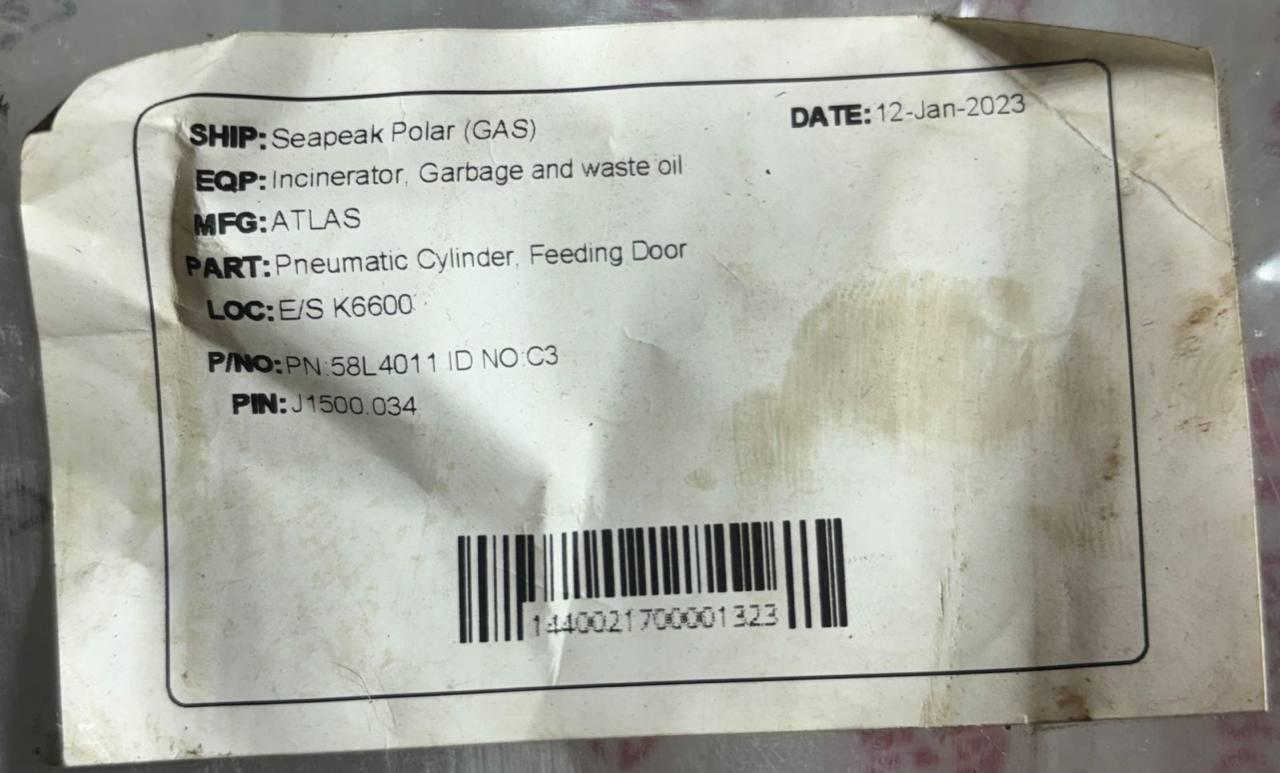 SHIP: Seapeak Polar (GAS)
DATE: 12-Jan-2023
EQP: Incinerator, Garbage and waste oil
MFG: ATLAS
PART: Pneumatic Cylinder, Feeding Door
LOC: E/S K6600
P/NO: PN:58L4011 ID NO:C3
PIN: J1500.034
1440021700001323